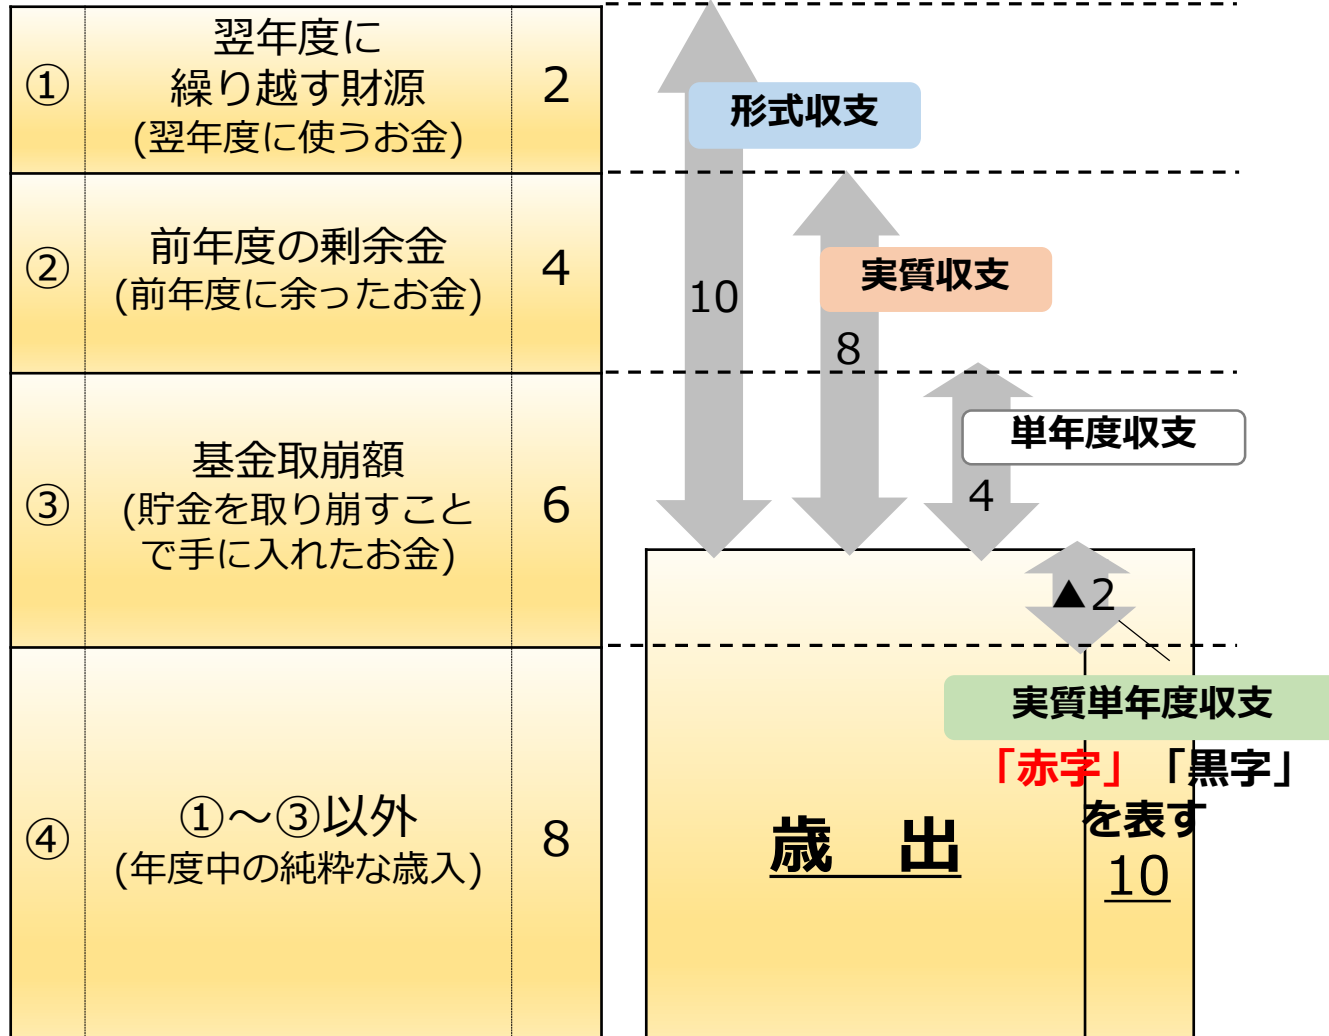 ①
翌年度に
繰り越す財源
(翌年度に使うお金)
2
②
前年度の剰余金
(前年度に余ったお金)
4
③
基金取崩額
(貯金を取り崩すこと
で手に入れたお金)
6
④
①～③以外
(年度中の純粋な歳入)
8
形式収支
10
実質収支
8
単年度収支
4
▲2
実質単年度収支
「赤字」「黒字」
を表す
歳　出
10